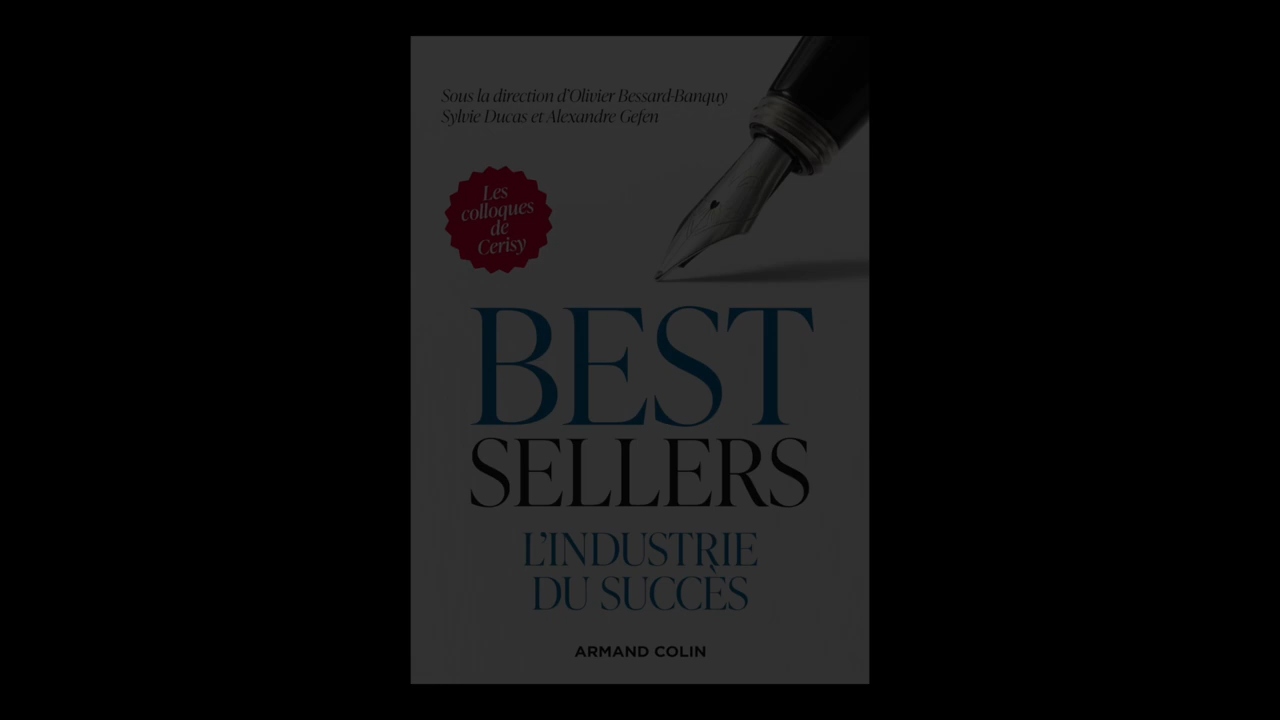 Sous la direction d'Olivier Bessard-Banquy
Sylvie Ducas et Alexandre Gefen
Les
colloques
de
Cerisy
BEST
SELLERS
L'INDUSTRIE
DU SUCCÈS
ARMAND COLIN